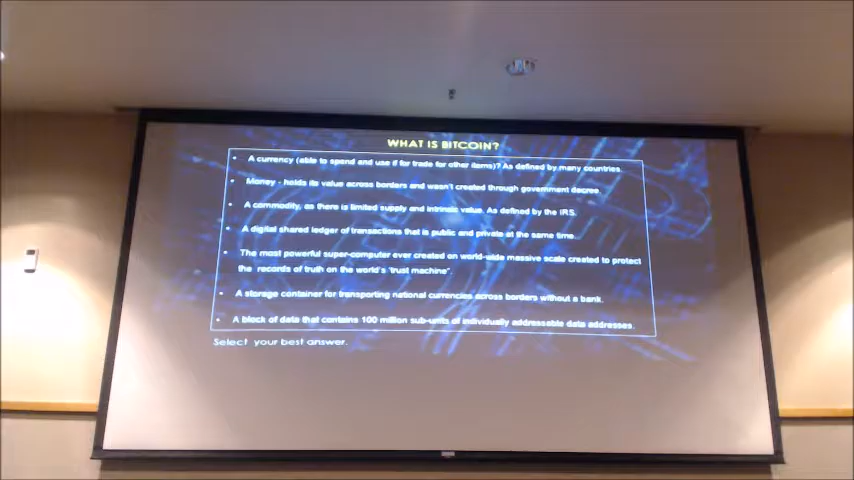 WHAT IS BITCOIN?
• A currency (able to spend and use if for trade for other items)? As defined by many countries.
• Money - holds its value across borders and wasn't created through government decree.
• A commodity, as there is limited supply and intrinsic value. As defined by the IRS.
• A digital shared ledger of transactions that is public and private at the same time.
• The most powerful super-computer ever created on world-wide massive scale created to protect
the records of truth on the world's "trust machine".
• A storage container for transporting national currencies across borders without a bank.
• A block of data that contains 100 million sub-units of individually addressable data addresses.
Select your best answer.